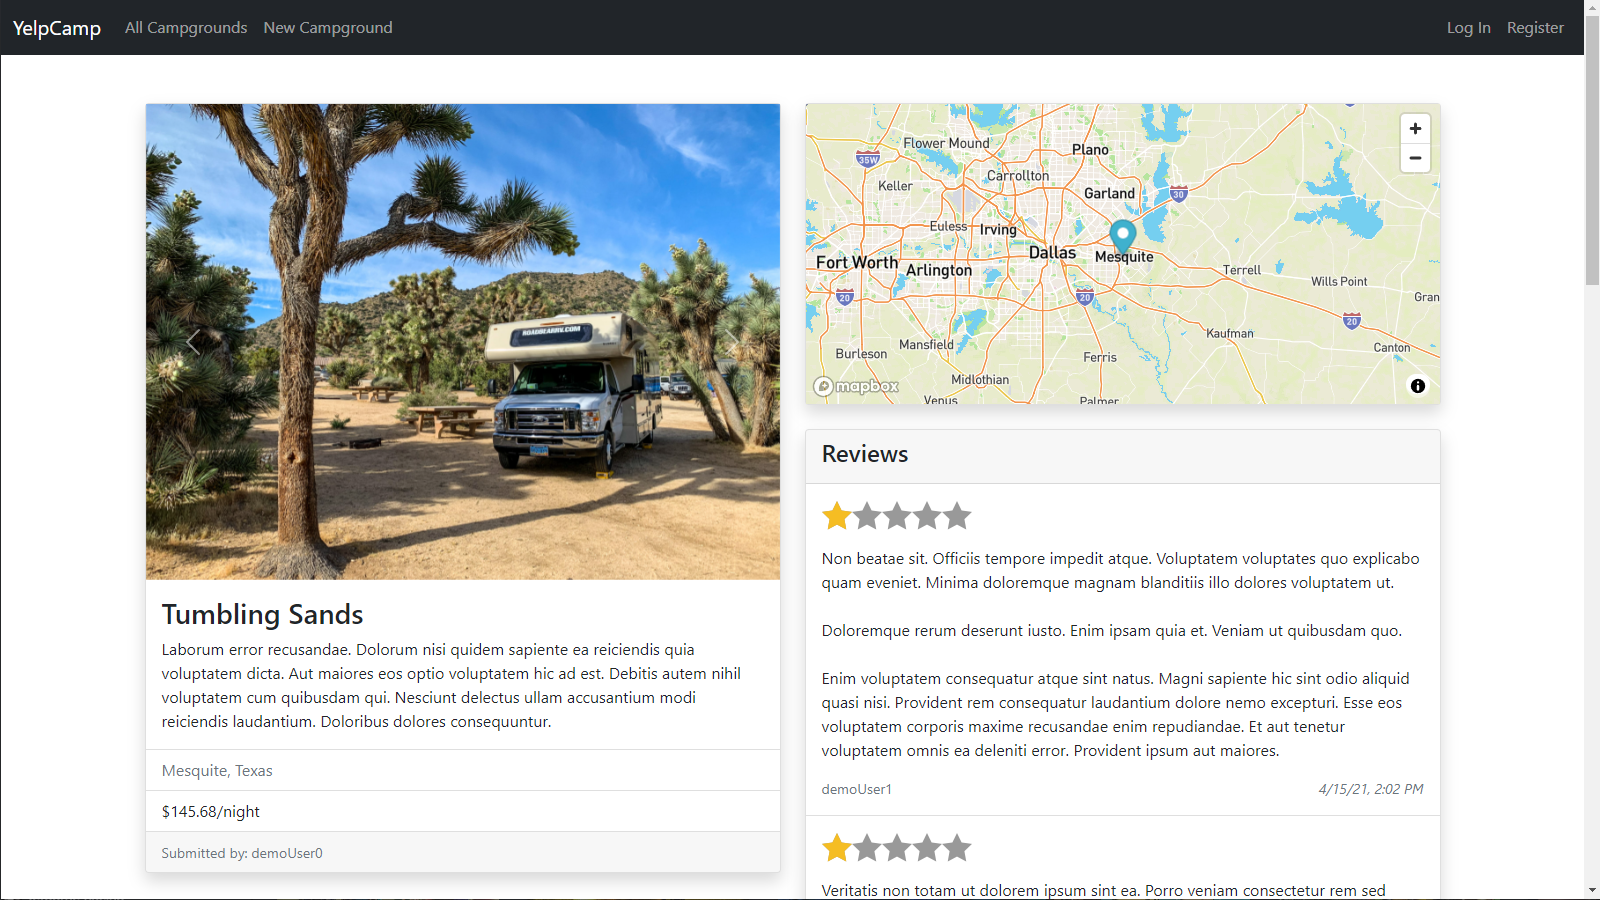 YelpCamp All Campgrounds New Campground Log In Register
ROADBEARRV.COM
Tumbling Sands
Laborum error recusandae. Dolorum nisi quidem sapiente ea reiciendis quia
voluptatem dicta. Aut maiores eos optio voluptatem hic ad est. Debitis autem nihil
voluptatem cum quibusdam qui. Nesciunt delectus ullam accusantium modi
reiciendis laudantium. Doloribus dolores consequuntur.
Mesquite, Texas
$145.68/night
Submitted by: demoUser0
Flower Mound
Plano
35W
Carrollton
Keller
Garland
30
Euless
Irving
Dallas
Mesquite
Fort Worth
Arlington
Terrell
Wills Point
20
20
Gran
20
Kaufman
Mansfield
Canton
Burleson
Ferris
Midlothian
mapbox
Venus
Palmer
Reviews
Non beatae sit. Officiis tempore impedit atque. Voluptatem voluptates quo explicabo
quam eveniet. Minima doloremque magnam blanditiis illo dolores voluptatem ut.
Doloremque rerum deserunt iusto. Enim ipsam quia et. Veniam ut quibusdam quo.
Enim voluptatem consequatur atque sint natus. Magni sapiente hic sint odio aliquid
quasi nisi. Provident rem consequatur laudantium dolore nemo excepturi. Esse eos
voluptatem corporis maxime recusandae enim repudiandae. Et aut tenetur
voluptatem omnis ea deleniti error. Provident ipsum aut maiores.
demoUser1 4/15/21, 2:02 PM
Veritatis non totam ut dolorem ipsum sint ea. Porro veniam consectetur rem sed